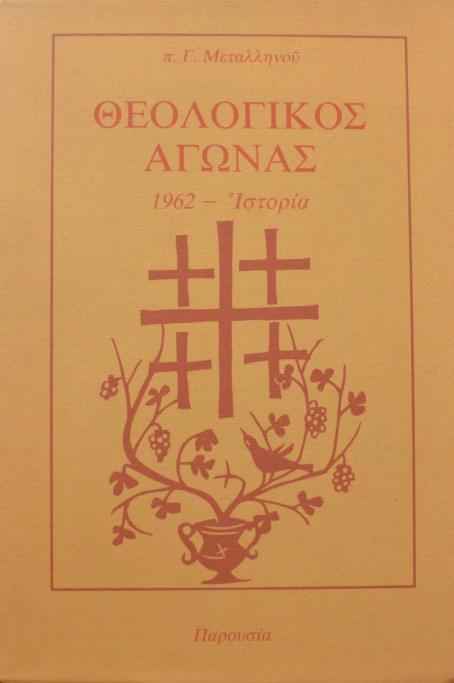 π. Γ. Μεταλληνοῦ
ΘΕΟΛΟΓΙΚΟΣ
ΑΓΩΝΑΣ
1962 – Ἱστορία
Παρουσία